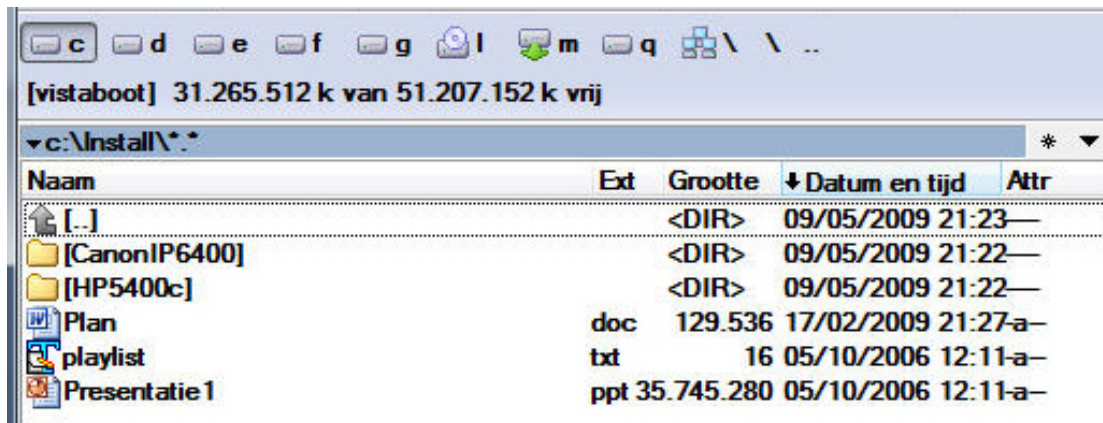 c d e f g l m q \ \ ..
[vistaboot] 31.265.512 k van 51.207.152 k vrij
c:\Install\*.* * 
Naam Ext Grootte Datum en tijd Attr
[..] <DIR> 09/05/2009 21:23 —
[CanonIP6400] <DIR> 09/05/2009 21:22 —
[HP5400c] <DIR> 09/05/2009 21:22 —
Plan doc 129.536 17/02/2009 21:27 -a–
playlist txt 16 05/10/2006 12:11 -a–
Presentatie1 ppt 35.745.280 05/10/2006 12:11 -a–